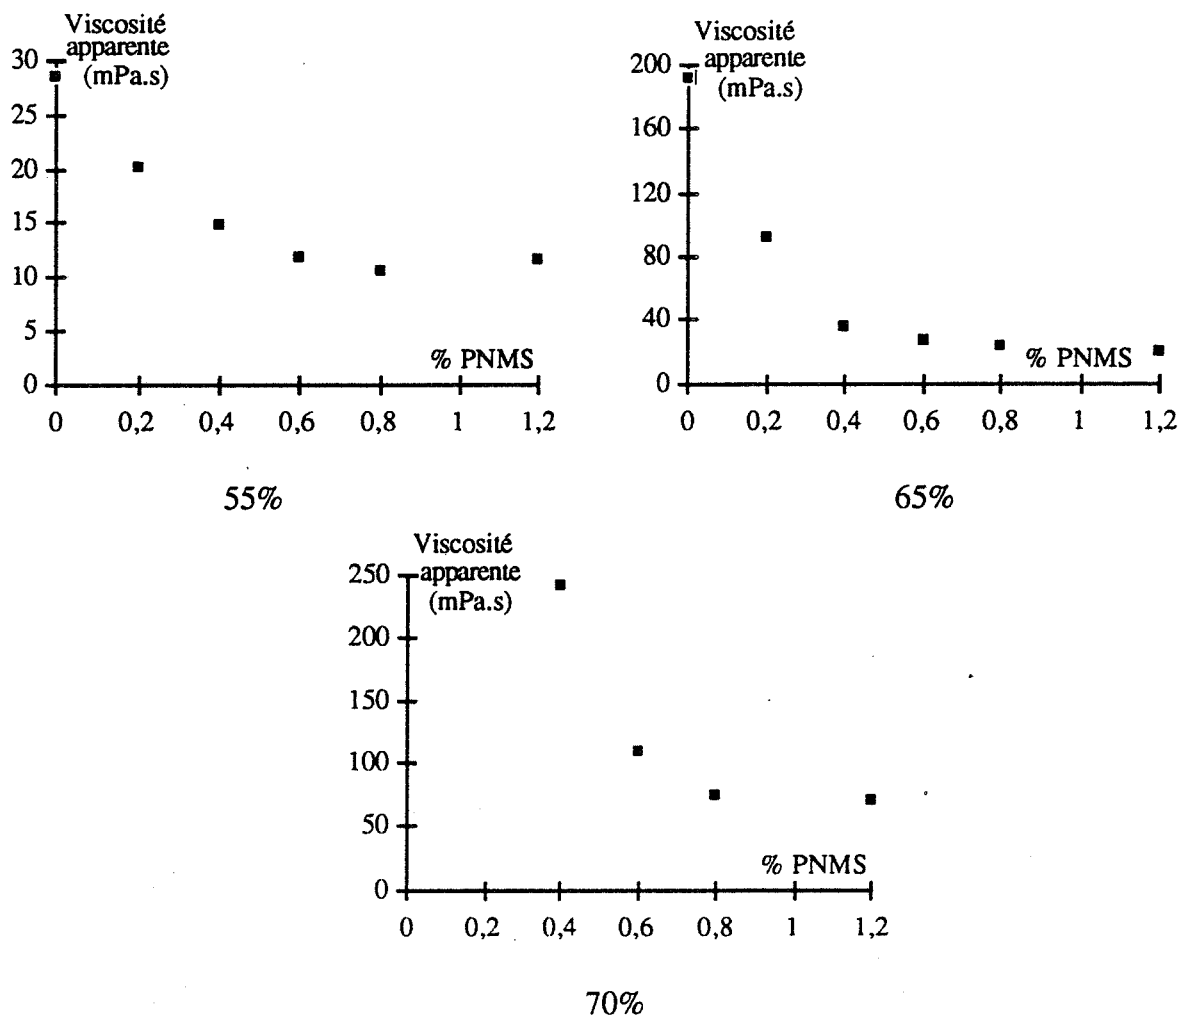 Viscosité
apparente
(mPa.s)
30
25
20
15
10
5
0
% PNMS
0 0,2 0,4 0,6 0,8 1 1,2
55%
Viscosité
apparente
(mPa.s)
200
160
120
80
40
0
% PNMS
0 0,2 0,4 0,6 0,8 1 1,2
65%
Viscosité
apparente
(mPa.s)
250
200
150
100
50
0
% PNMS
0 0,2 0,4 0,6 0,8 1 1,2
70%